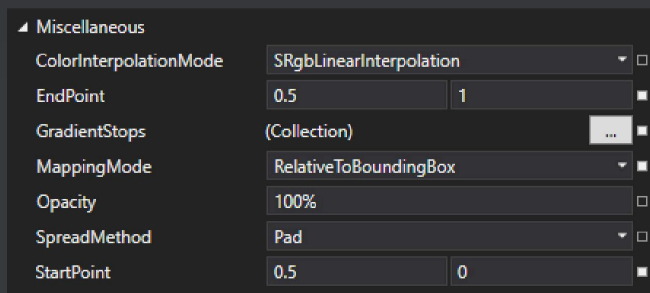 Miscellaneous
ColorInterpolationMode SRgbLinearInterpolation
EndPoint 0.5 1
GradientStops (Collection) ...
MappingMode RelativeToBoundingBox
Opacity 100%
SpreadMethod Pad
StartPoint 0.5 0